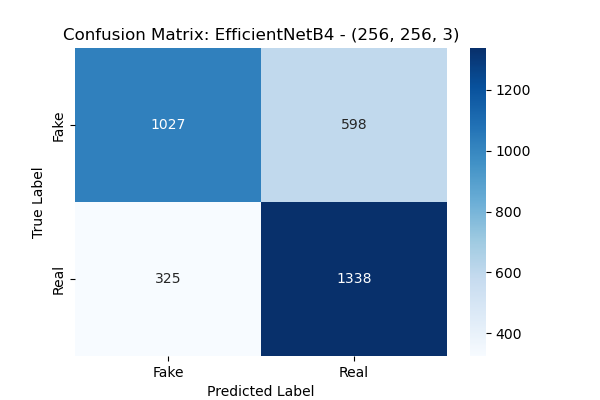 Confusion Matrix: EfficientNetB4 - (256, 256, 3)
Fake
1027
598
Real
325
1338
True Label
Fake
Real
Predicted Label
1200
1000
800
600
400